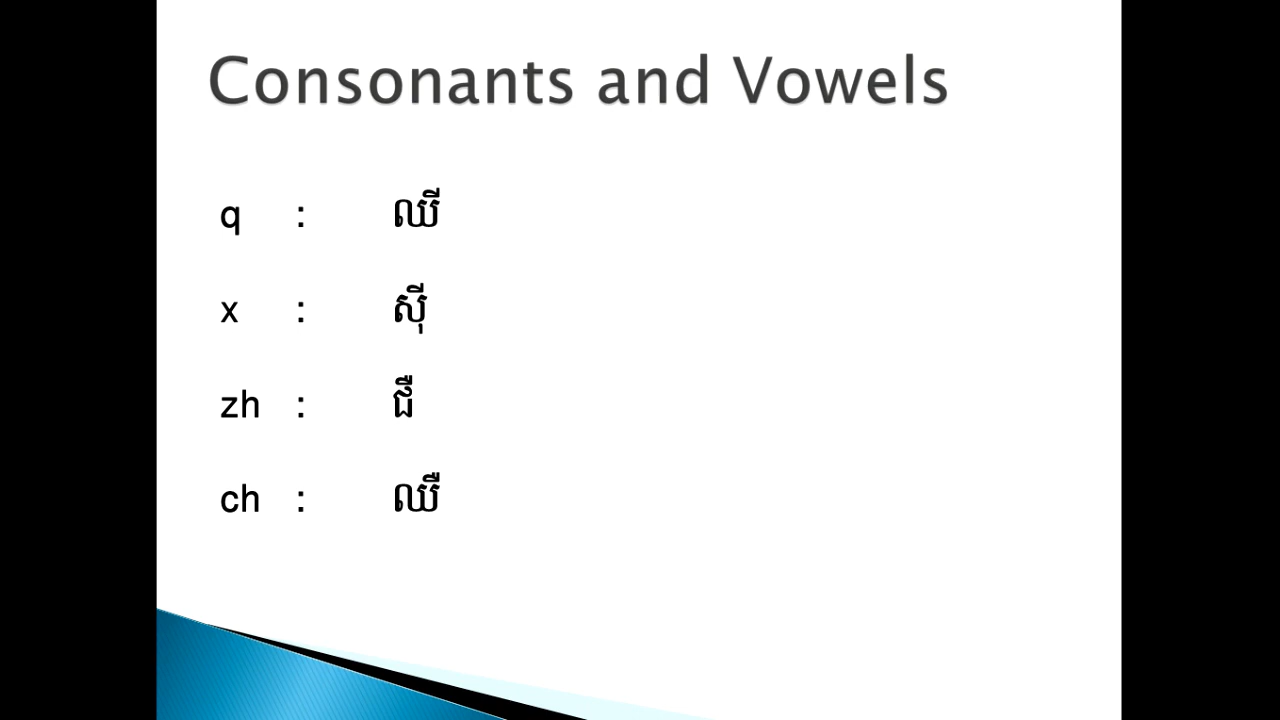 Consonants and Vowels
q : ឈី
x : ស៊ី
zh : ជឺ
ch : ឈឺ